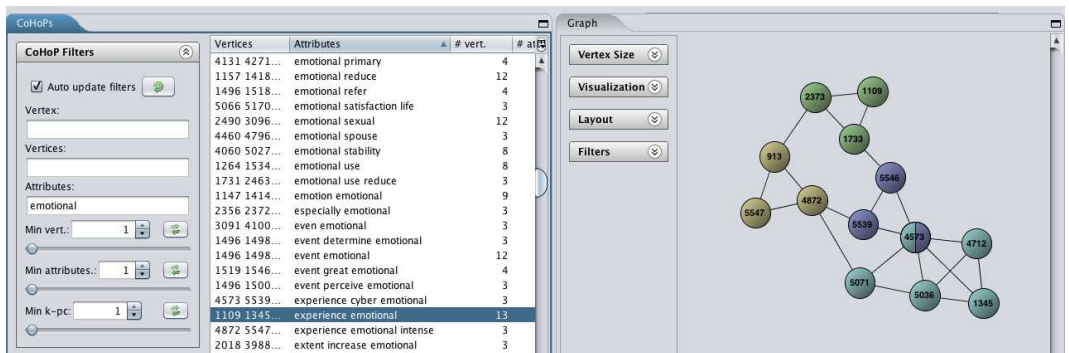 CoHoPs
CoHoP Filters
Auto update filters
Vertex:
Vertices:
Attributes:
emotional
Min vert.: 1
Min attributes.: 1
Min k-pc: 1
Vertices Attributes # vert. # att
4131 4271... emotional primary 4
1157 1418... emotional reduce 12
1496 1518... emotional refer 4
5066 5170... emotional satisfaction life 3
2490 3096... emotional sexual 12
4460 4796... emotional spouse 3
4060 5027... emotional stability 8
1264 1534... emotional use 8
1731 2463... emotional use reduce 3
1147 1414... emotion emotional 9
2356 2372... especially emotional 3
3091 4100... even emotional 3
1496 1498... event determine emotional 3
1496 1498... event emotional 12
1519 1546... event great emotional 4
1496 1500... event perceive emotional 3
4573 5539... experience cyber emotional 3
1109 1345... experience emotional 13
4872 5547... experience emotional intense 3
2018 3988... extent increase emotional 3
Graph
Vertex Size
Visualization
Layout
Filters
2373
1109
1733
913
5546
4872
5547
5539
4573
4712
5071
5036
1345